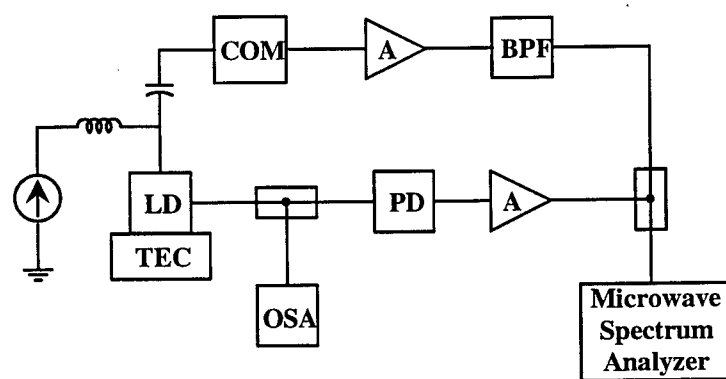 COM
A
BPF
LD
TEC
PD
A
OSA
Microwave
Spectrum
Analyzer